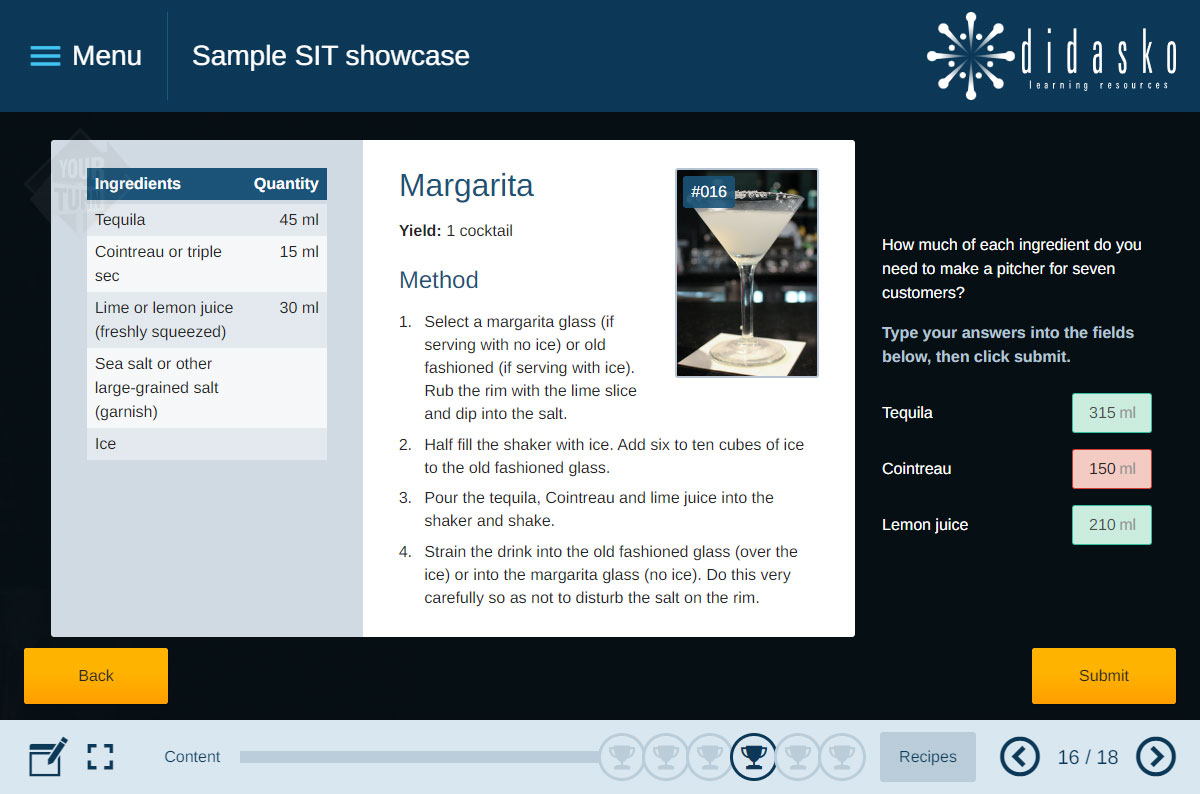 Menu
Sample SIT showcase
didasko
learning resources
YOUR
TURN
Ingredients Quantity
Tequila 45 ml
Cointreau or triple 15 ml
sec
Lime or lemon juice 30 ml
(freshly squeezed)
Sea salt or other
large-grained salt
(garnish)
Ice
Margarita
Yield: 1 cocktail
Method
1. Select a margarita glass (if
serving with no ice) or old
fashioned (if serving with ice).
Rub the rim with the lime slice
and dip into the salt.
2. Half fill the shaker with ice. Add six to ten cubes of ice
to the old fashioned glass.
3. Pour the tequila, Cointreau and lime juice into the
shaker and shake.
4. Strain the drink into the old fashioned glass (over the
ice) or into the margarita glass (no ice). Do this very
carefully so as not to disturb the salt on the rim.
#016
How much of each ingredient do you
need to make a pitcher for seven
customers?
Type your answers into the fields
below, then click submit.
Tequila 315 ml
Cointreau 150 ml
Lemon juice 210 ml
Back
Submit
Content
Recipes
16 / 18